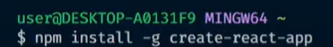 user@DESKTOP-A0131F9 MINGW64 ~
$ npm install -g create-react-app